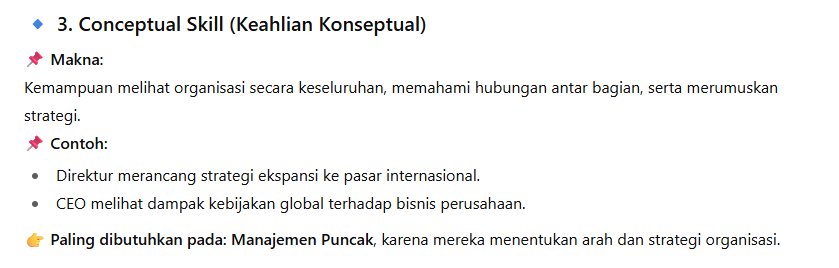 🔹 3. Conceptual Skill (Keahlian Konseptual)
📌 Makna:
Kemampuan melihat organisasi secara keseluruhan, memahami hubungan antar bagian, serta merumuskan
strategi.
📌 Contoh:
• Direktur merancang strategi ekspansi ke pasar internasional.
• CEO melihat dampak kebijakan global terhadap bisnis perusahaan.
👉 Paling dibutuhkan pada: Manajemen Puncak, karena mereka menentukan arah dan strategi organisasi.